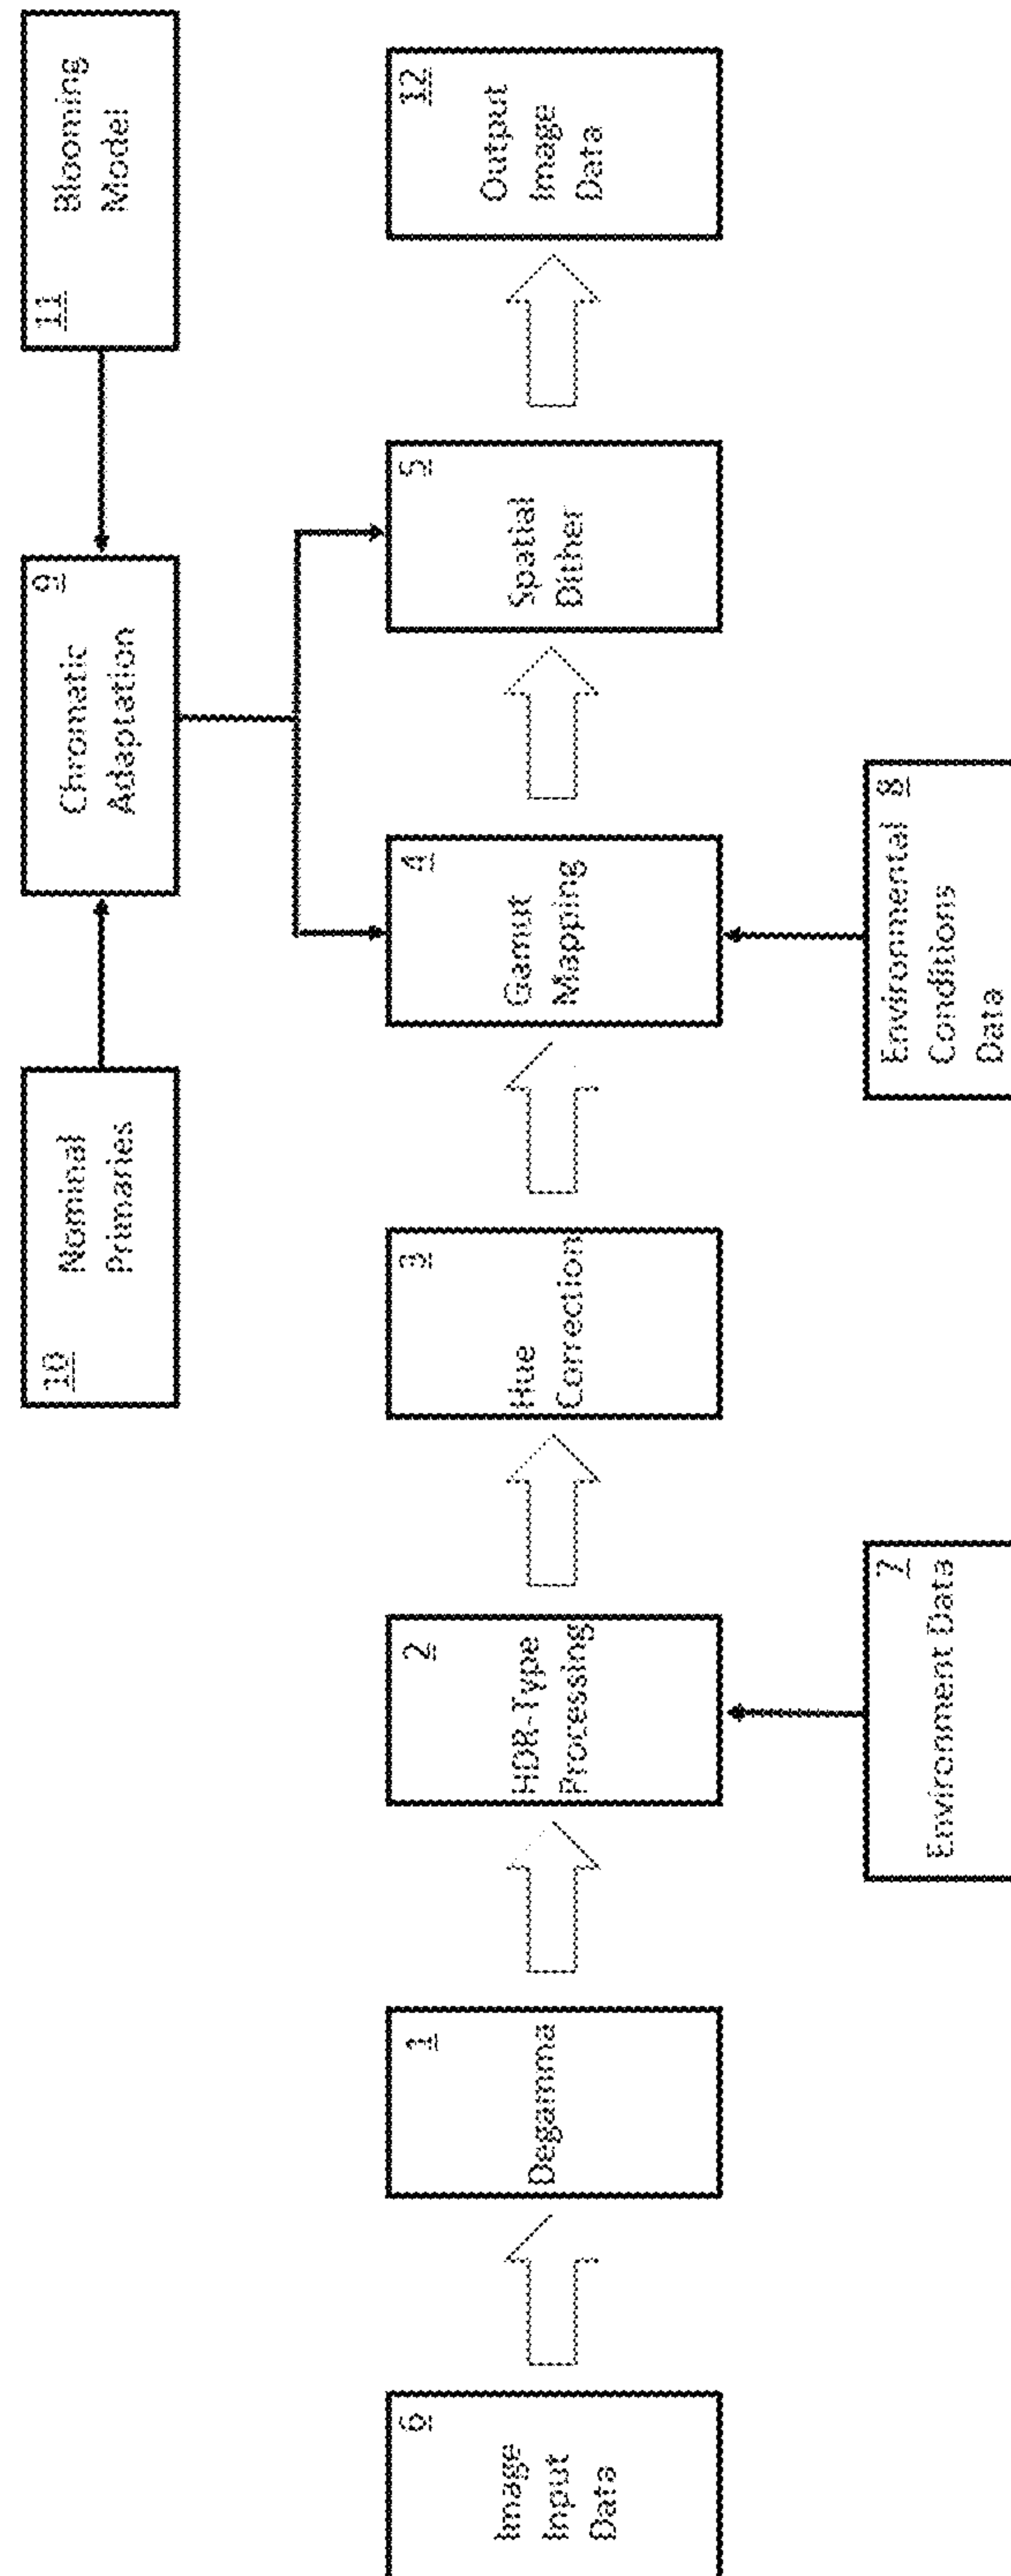 10
Nominal
Primaries
9
Chromatic
Adaptation
11
Blooming
Model
6
Image
Input
Data
1
Degamma
2
HDR-Type
Processing
3
Hue
Correction
4
Gamut
Mapping
5
Spatial
Dither
12
Output
Image
Data
7
Environment Data
8
Environmental
Conditions
Data